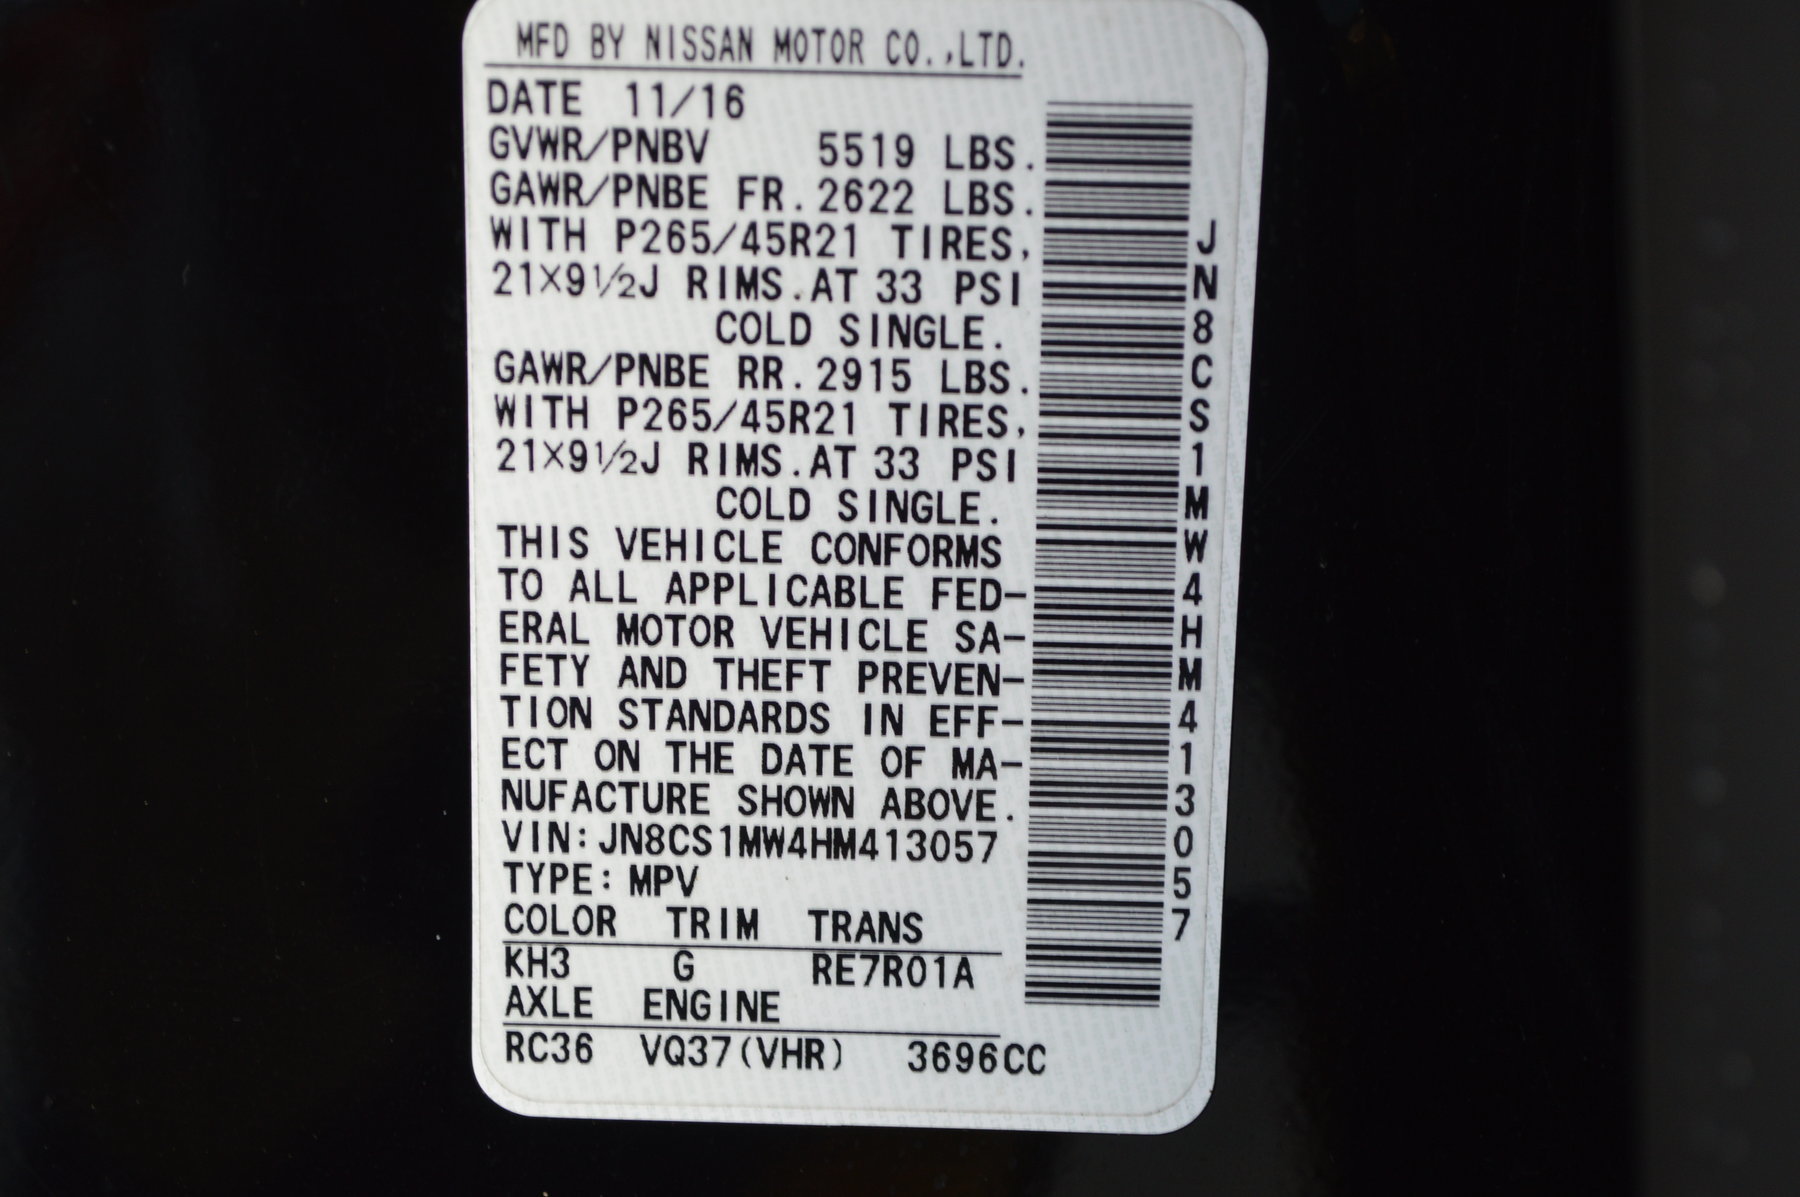 MFD BY NISSAN MOTOR CO.,LTD.
DATE 11/16
GVWR/PNBV 5519 LBS.
GAWR/PNBE FR. 2622 LBS.
WITH P265/45R21 TIRES,
21×9½J RIMS.AT 33 PSI
COLD SINGLE.
GAWR/PNBE RR. 2915 LBS.
WITH P265/45R21 TIRES,
21×9½J RIMS.AT 33 PSI
COLD SINGLE.
THIS VEHICLE CONFORMS
TO ALL APPLICABLE FED-
ERAL MOTOR VEHICLE SA-
FETY AND THEFT PREVEN-
TION STANDARDS IN EFF-
ECT ON THE DATE OF MA-
NUFACTURE SHOWN ABOVE.
VIN:JN8CS1MW4HM413057
TYPE:MPV
COLOR TRIM TRANS
KH3 G RE7R01A
AXLE ENGINE
RC36 VQ37(VHR) 3696CC
JN8CS1MW4HM413057